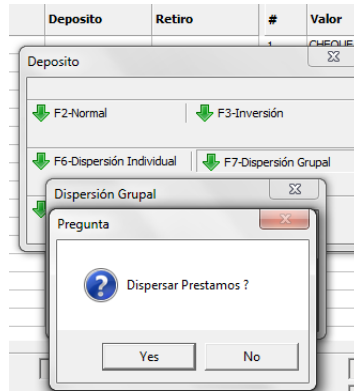 Deposito Retiro # Valor
1 CHEQUE
Deposito
F2-Normal F3-Inversión
F6-Dispersión Individual F7-Dispersión Grupal
Dispersión Grupal
Pregunta
Dispersar Prestamos ?
Yes No